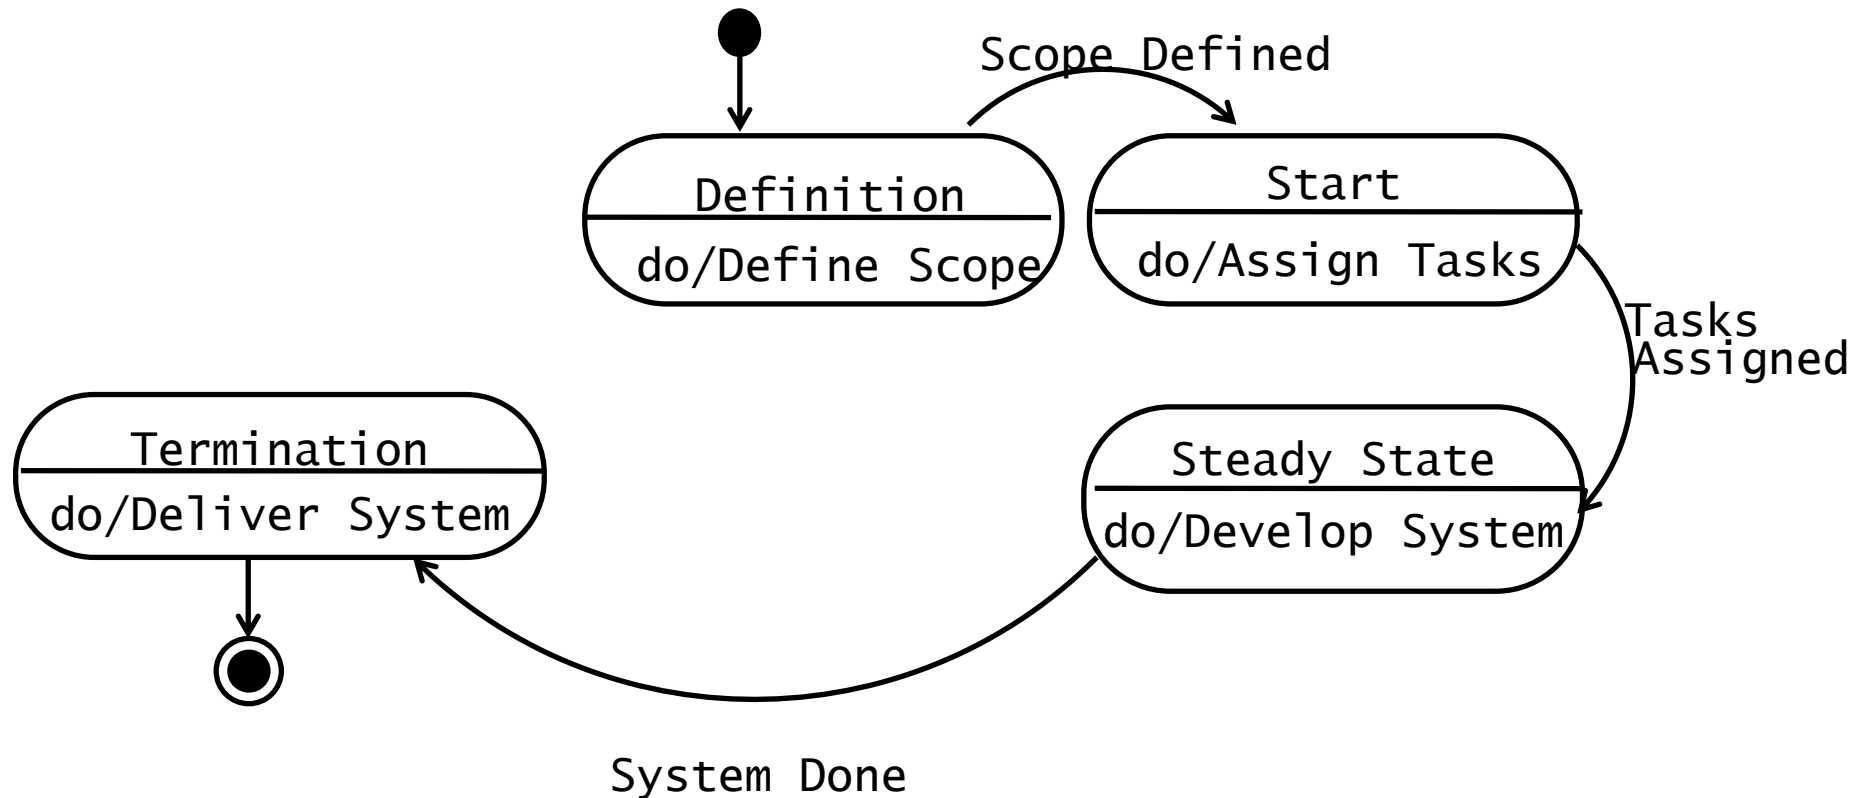 Scope Defined
Definition
do/Define Scope
Start
do/Assign Tasks
Tasks
Assigned
Termination
do/Deliver System
Steady State
do/Develop System
System Done